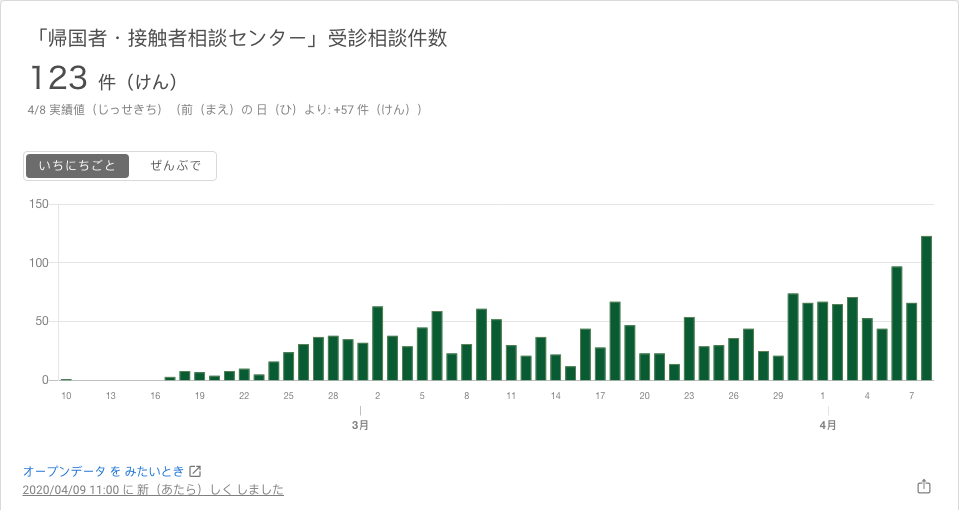 「帰国者・接触者相談センター」受診相談件数
123 件（けん）
4/8 実績値（じっせきち）（前（まえ）の 日（ひ）より: +57 件（けん））
いちにちごと ぜんぶで
150
100
50
0
10 13 16 19 22 25 28 2 5 8 11 14 17 20 23 26 29 1 4 7
3月 4月
オープンデータ を みたいとき
2020/04/09 11:00 に 新（あたら）しく しました